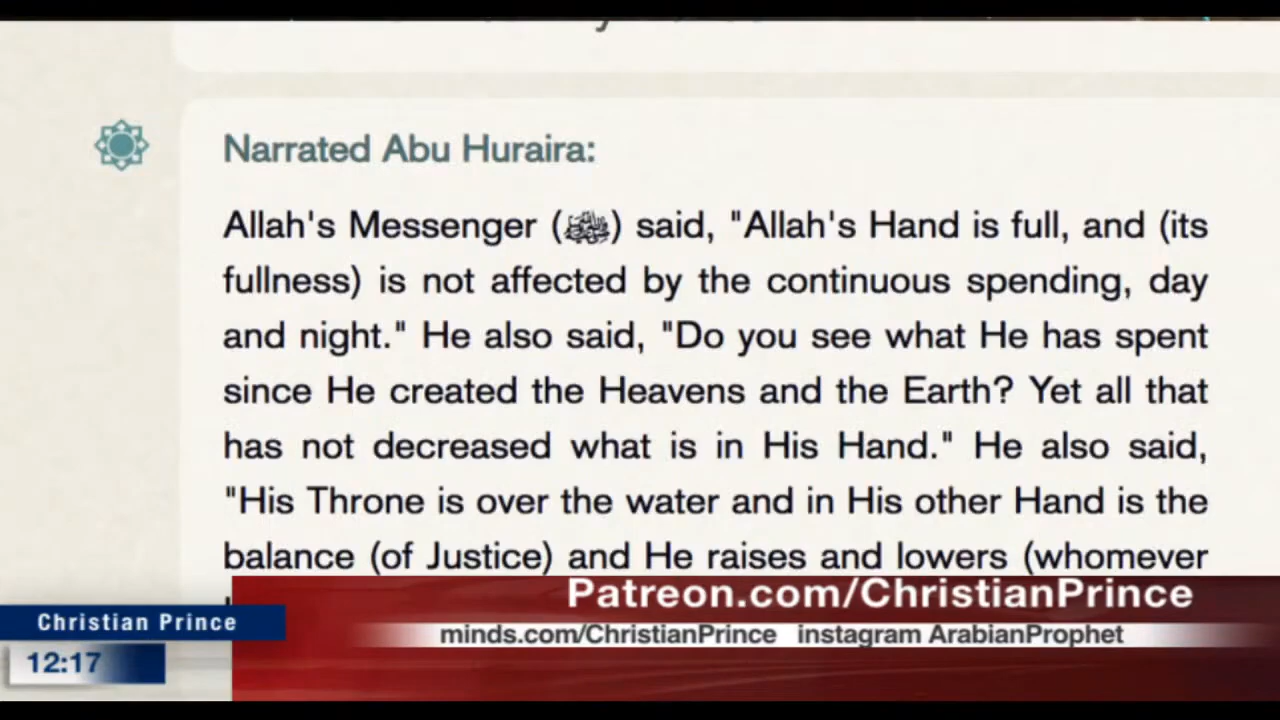 Narrated Abu Huraira:
Allah's Messenger (ﷺ) said, "Allah's Hand is full, and (its
fullness) is not affected by the continuous spending, day
and night." He also said, "Do you see what He has spent
since He created the Heavens and the Earth? Yet all that
has not decreased what is in His Hand." He also said,
"His Throne is over the water and in His other Hand is the
balance (of Justice) and He raises and lowers (whomever
Patreon.com/ChristianPrince
Christian Prince
minds.com/ChristianPrince instagram ArabianProphet
12:17